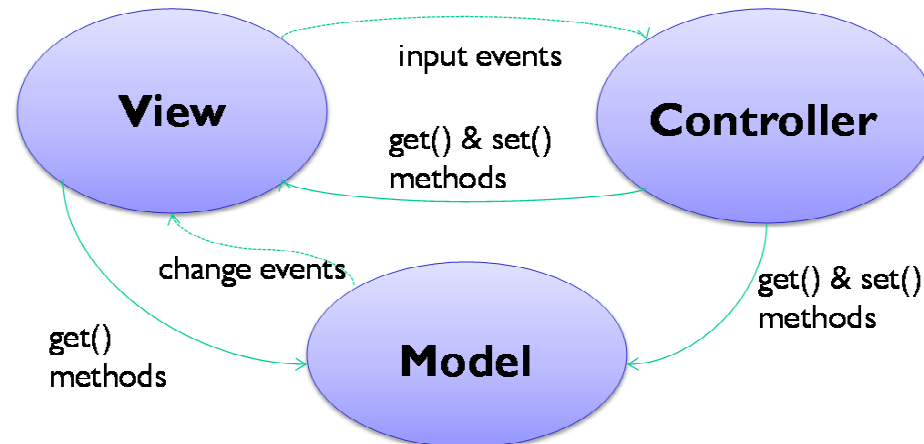 input events
View
Controller
get() & set()
methods
change events
get() & set()
methods
get()
methods
Model